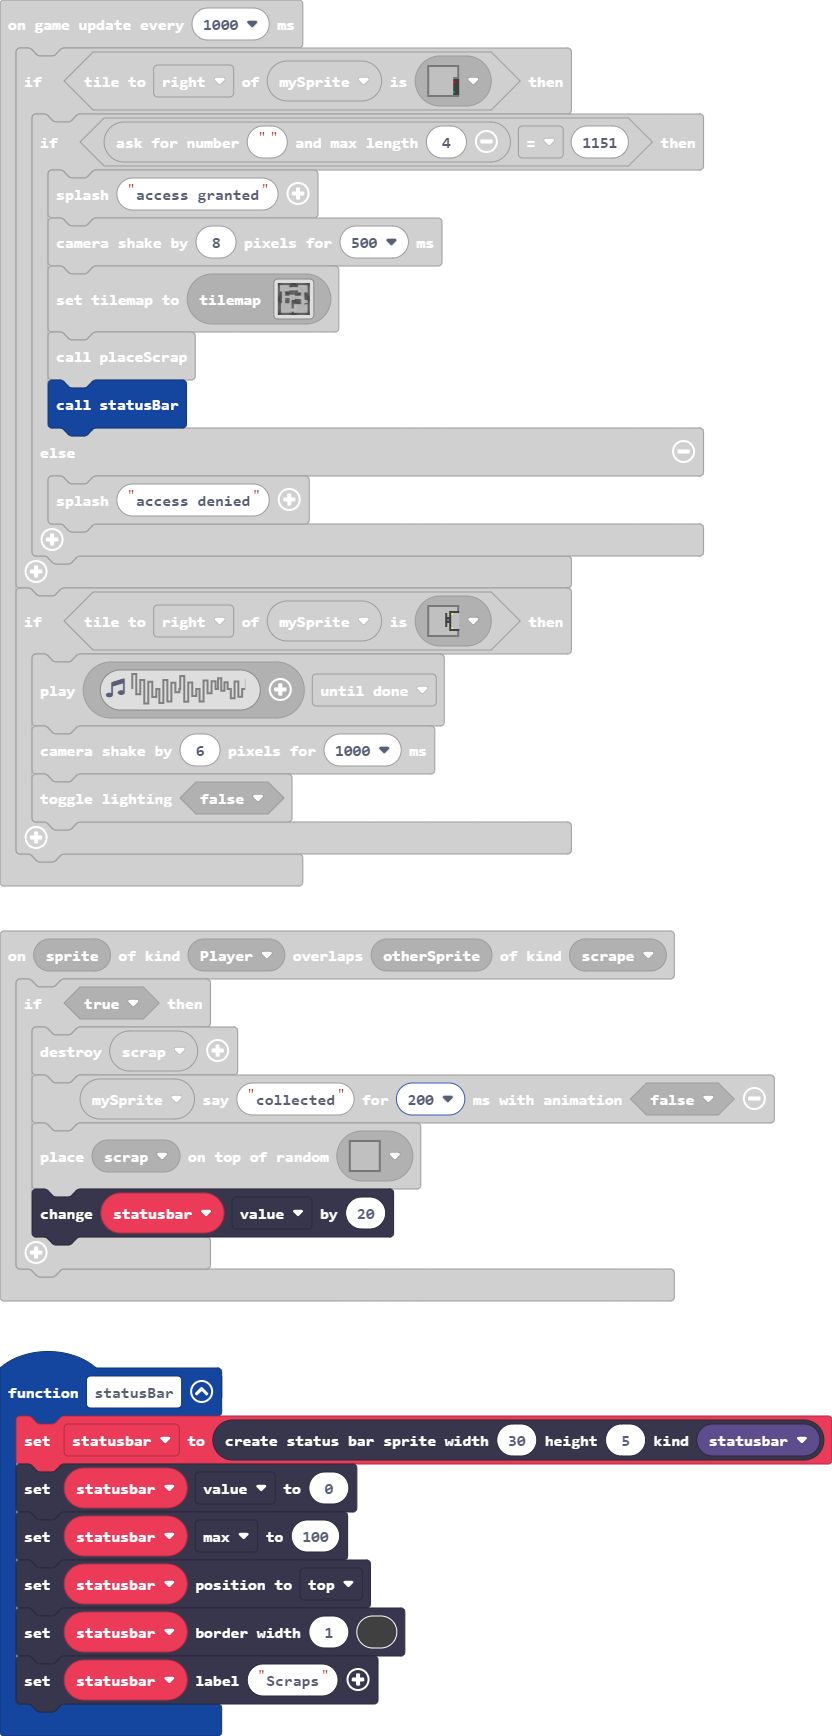 on game update every 1000 ms
if tile to right of mySprite is then
if ask for number " " and max length 4 = 1151 then
splash "access granted"
camera shake by 8 pixels for 500 ms
set tilemap to tilemap
call placeScrap
call statusBar
else
splash "access denied"
if tile to right of mySprite is then
play until done
camera shake by 6 pixels for 1000 ms
toggle lighting false
on sprite of kind Player overlaps otherSprite of kind scrape
if true then
destroy scrap
mySprite say "collected" for 200 ms with animation false
place scrap on top of random
change statusbar value by 20
function statusBar
set statusbar to create status bar sprite width 30 height 5 kind statusbar
set statusbar value to 0
set statusbar max to 100
set statusbar position to top
set statusbar border width 1
set statusbar label "Scraps"